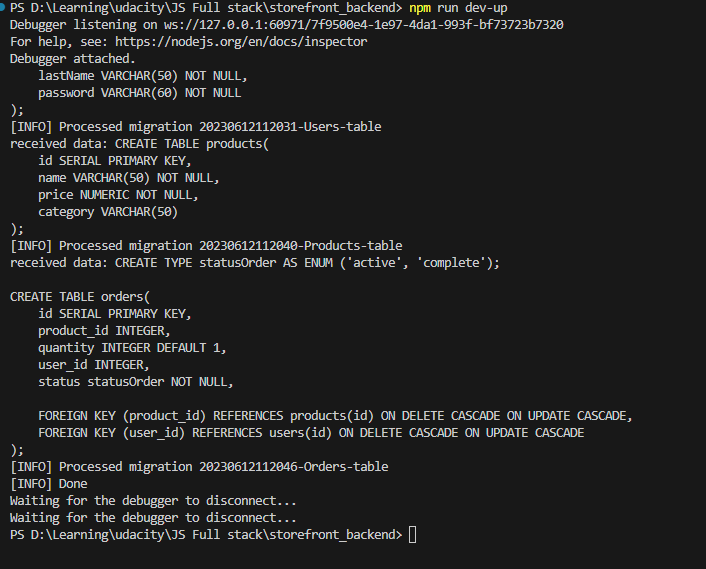 PS D:\Learning\udacity\JS Full stack\storefront_backend> npm run dev-up
Debugger listening on ws://127.0.0.1:60971/7f9500e4-1e97-4da1-993f-bf73723b7320
For help, see: https://nodejs.org/en/docs/inspector
Debugger attached.
    lastName VARCHAR(50) NOT NULL,
    password VARCHAR(60) NOT NULL
);
[INFO] Processed migration 20230612112031-Users-table
received data: CREATE TABLE products(
    id SERIAL PRIMARY KEY,
    name VARCHAR(50) NOT NULL,
    price NUMERIC NOT NULL,
    category VARCHAR(50)
);
[INFO] Processed migration 20230612112040-Products-table
received data: CREATE TYPE statusOrder AS ENUM ('active', 'complete');
CREATE TABLE orders(
    id SERIAL PRIMARY KEY,
    product_id INTEGER,
    quantity INTEGER DEFAULT 1,
    user_id INTEGER,
    status statusOrder NOT NULL,
    FOREIGN KEY (product_id) REFERENCES products(id) ON DELETE CASCADE ON UPDATE CASCADE,
    FOREIGN KEY (user_id) REFERENCES users(id) ON DELETE CASCADE ON UPDATE CASCADE
);
[INFO] Processed migration 20230612112046-Orders-table
[INFO] Done
Waiting for the debugger to disconnect...
Waiting for the debugger to disconnect...
PS D:\Learning\udacity\JS Full stack\storefront_backend>